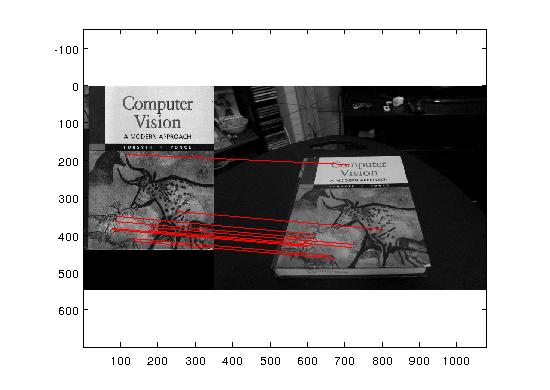 -100
0
100
200
300
400
500
600
Computer
Vision
A MODERN APPROACH
FORSYTH PONCE
Computer
Vision
A MODERN APPROACH
FORSYTH PONCE
100 200 300 400 500 600 700 800 900 1000